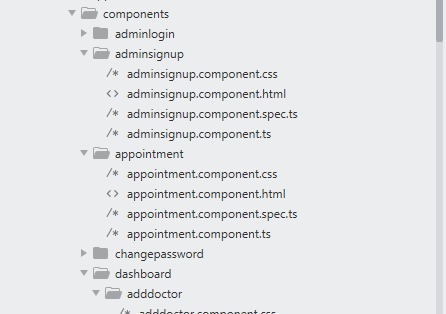 components
adminlogin
adminsignup
/* adminsignup.component.css
<> adminsignup.component.html
/* adminsignup.component.spec.ts
/* adminsignup.component.ts
appointment
/* appointment.component.css
<> appointment.component.html
/* appointment.component.spec.ts
/* appointment.component.ts
changepassword
dashboard
adddoctor
/* adddoctor.component.css